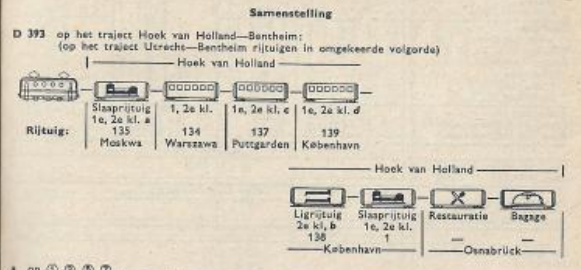 Samenstelling
D 393 op het traject Hoek van Holland—Bentheim:
(op het traject Utrecht—Bentheim rijtuigen in omgekeerde volgorde)
Hoek van Holland
Slaaprijtuig 1, 2e kl. 1e, 2e kl. c 1e, 2e kl. d
1e, 2e kl. a
Rijtuig: 135 134 137 139
Moskwa Warszawa Puttgarden København
Hoek van Holland
Ligrijtuig Slaaprijtuig Restauratie Bagage
2e kl, b 1e, 2e kl.
138 1 — —
København Osnabrück